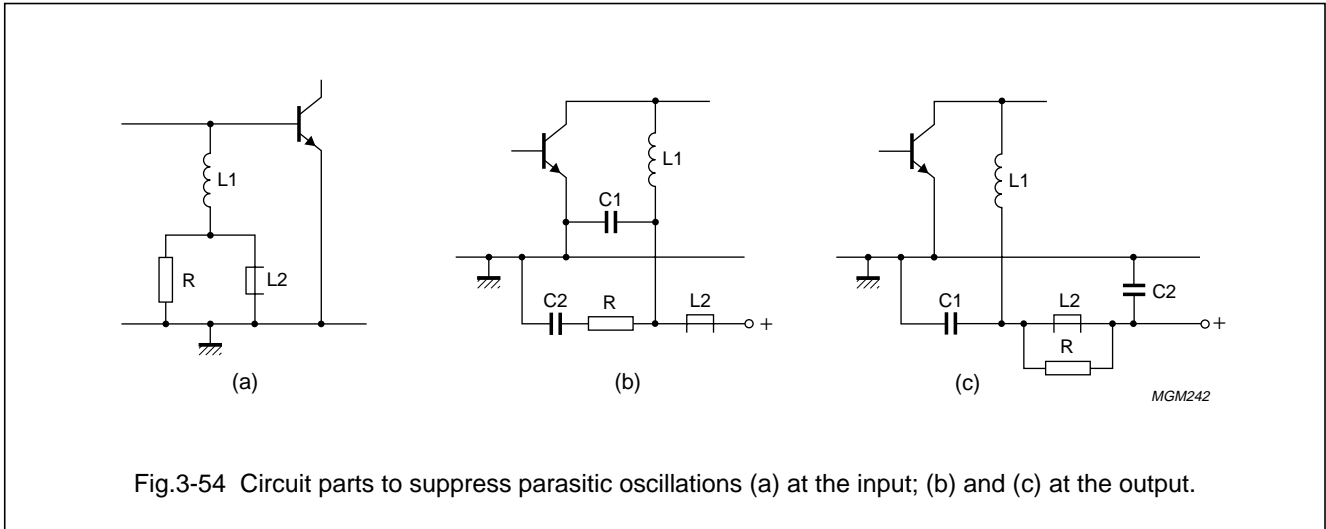 L1
R
L2
(a)
L1
C1
C2
R
L2
+
(b)
L1
C1
L2
C2
R
+
(c)
MGM242
Fig.3-54 Circuit parts to suppress parasitic oscillations (a) at the input; (b) and (c) at the output.